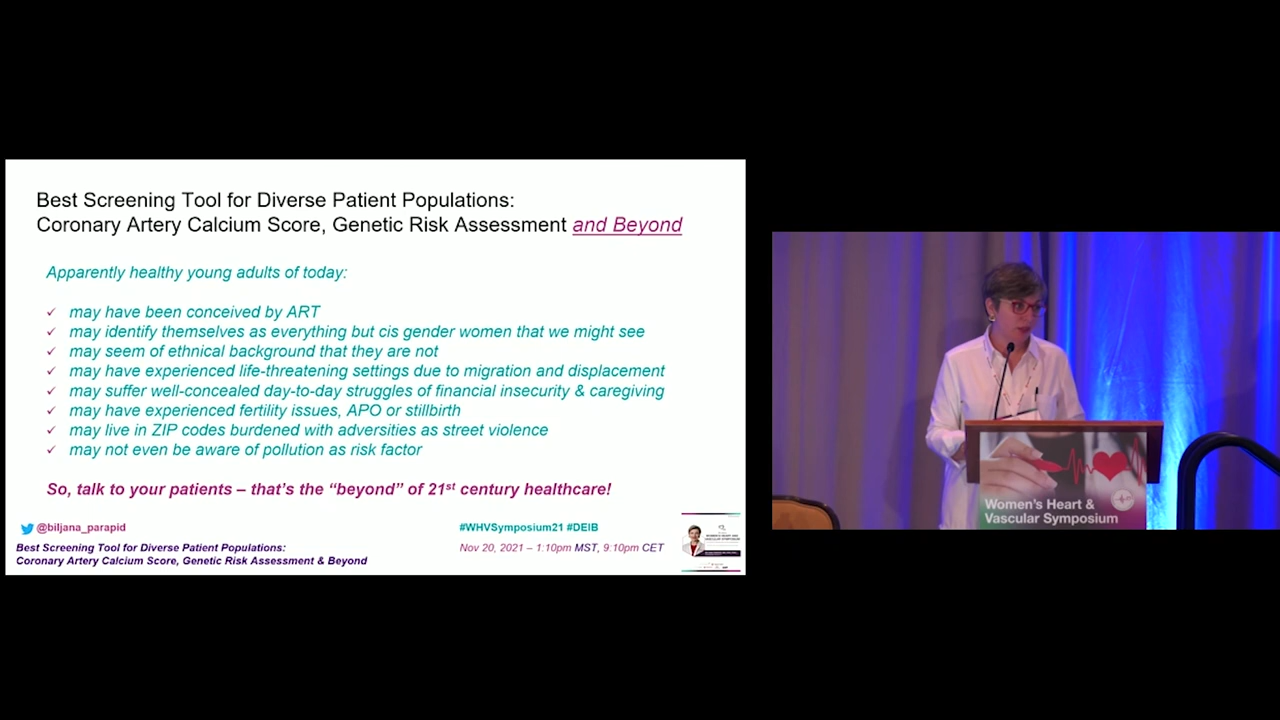 Best Screening Tool for Diverse Patient Populations:
Coronary Artery Calcium Score, Genetic Risk Assessment and Beyond
Apparently healthy young adults of today:
✓ may have been conceived by ART
✓ may identify themselves as everything but cis gender women that we might see
✓ may seem of ethnical background that they are not
✓ may have experienced life-threatening settings due to migration and displacement
✓ may suffer well-concealed day-to-day struggles of financial insecurity & caregiving
✓ may have experienced fertility issues, APO or stillbirth
✓ may live in ZIP codes burdened with adversities as street violence
✓ may not even be aware of pollution as risk factor
So, talk to your patients – that's the “beyond” of 21st century healthcare!
@biljana_parapid
#WHVSymposium21 #DEIB
Best Screening Tool for Diverse Patient Populations:
Coronary Artery Calcium Score, Genetic Risk Assessment & Beyond
Nov 20, 2021 – 1:10pm MST, 9:10pm CET
Women's Heart &
Vascular Symposium